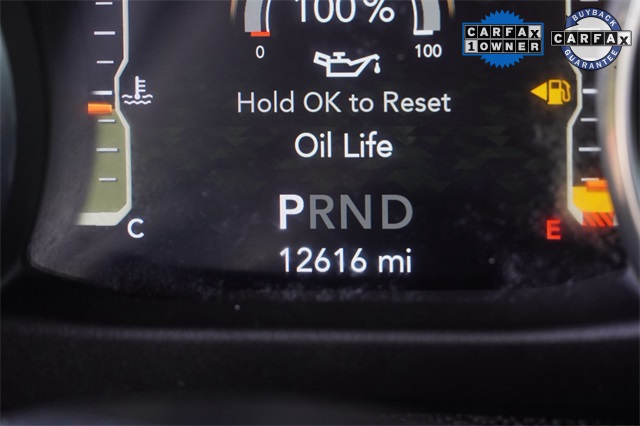 100%
0
100
Hold OK to Reset
Oil Life
PRND
12616 mi
C
E
CARFAX
1 OWNER
BUYBACK
CARFAX
GUARANTEE